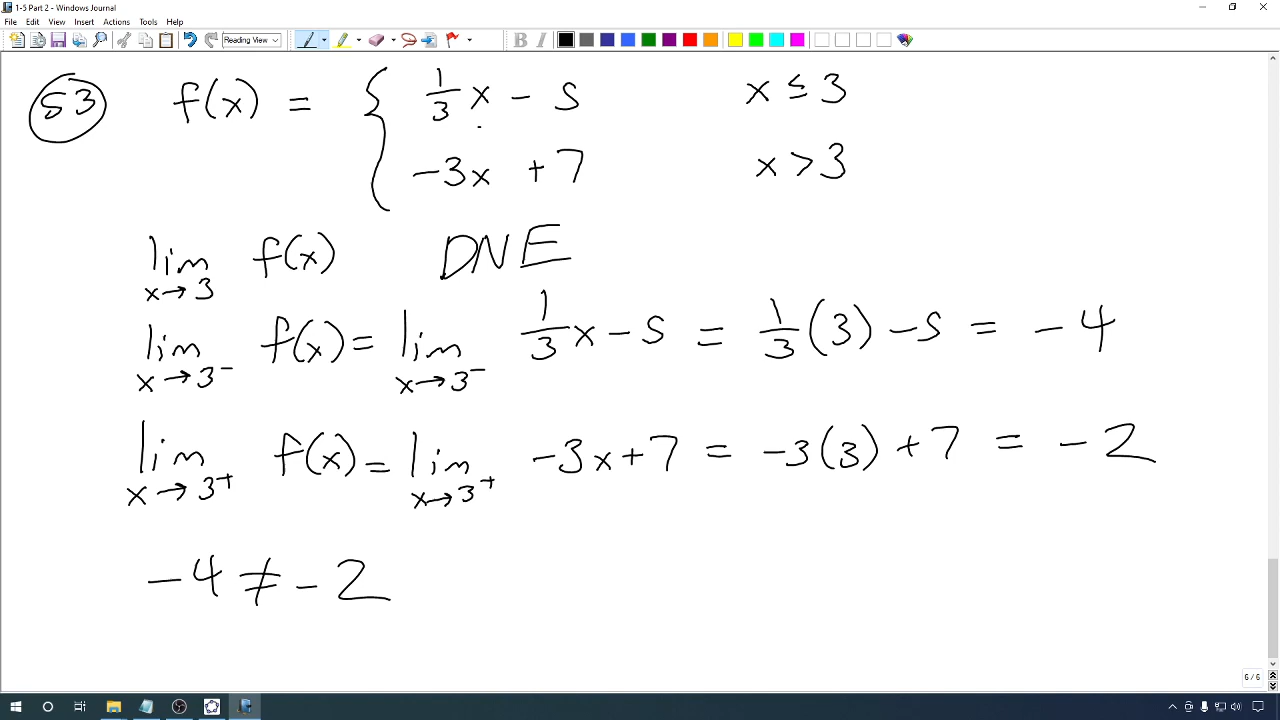 1-5 Part 2 - Windows Journal
File Edit View Insert Actions Tools Help
Reading View B I
53 f(x) = { 1/3 x - 5 x ≤ 3
-3x + 7 x > 3
lim x→3 f(x) DNE
lim x→3⁻ f(x) = lim x→3⁻ 1/3 x - 5 = 1/3 (3) - 5 = -4
lim x→3⁺ f(x) = lim x→3⁺ -3x + 7 = -3(3) + 7 = -2
-4 ≠ -2
6 / 6